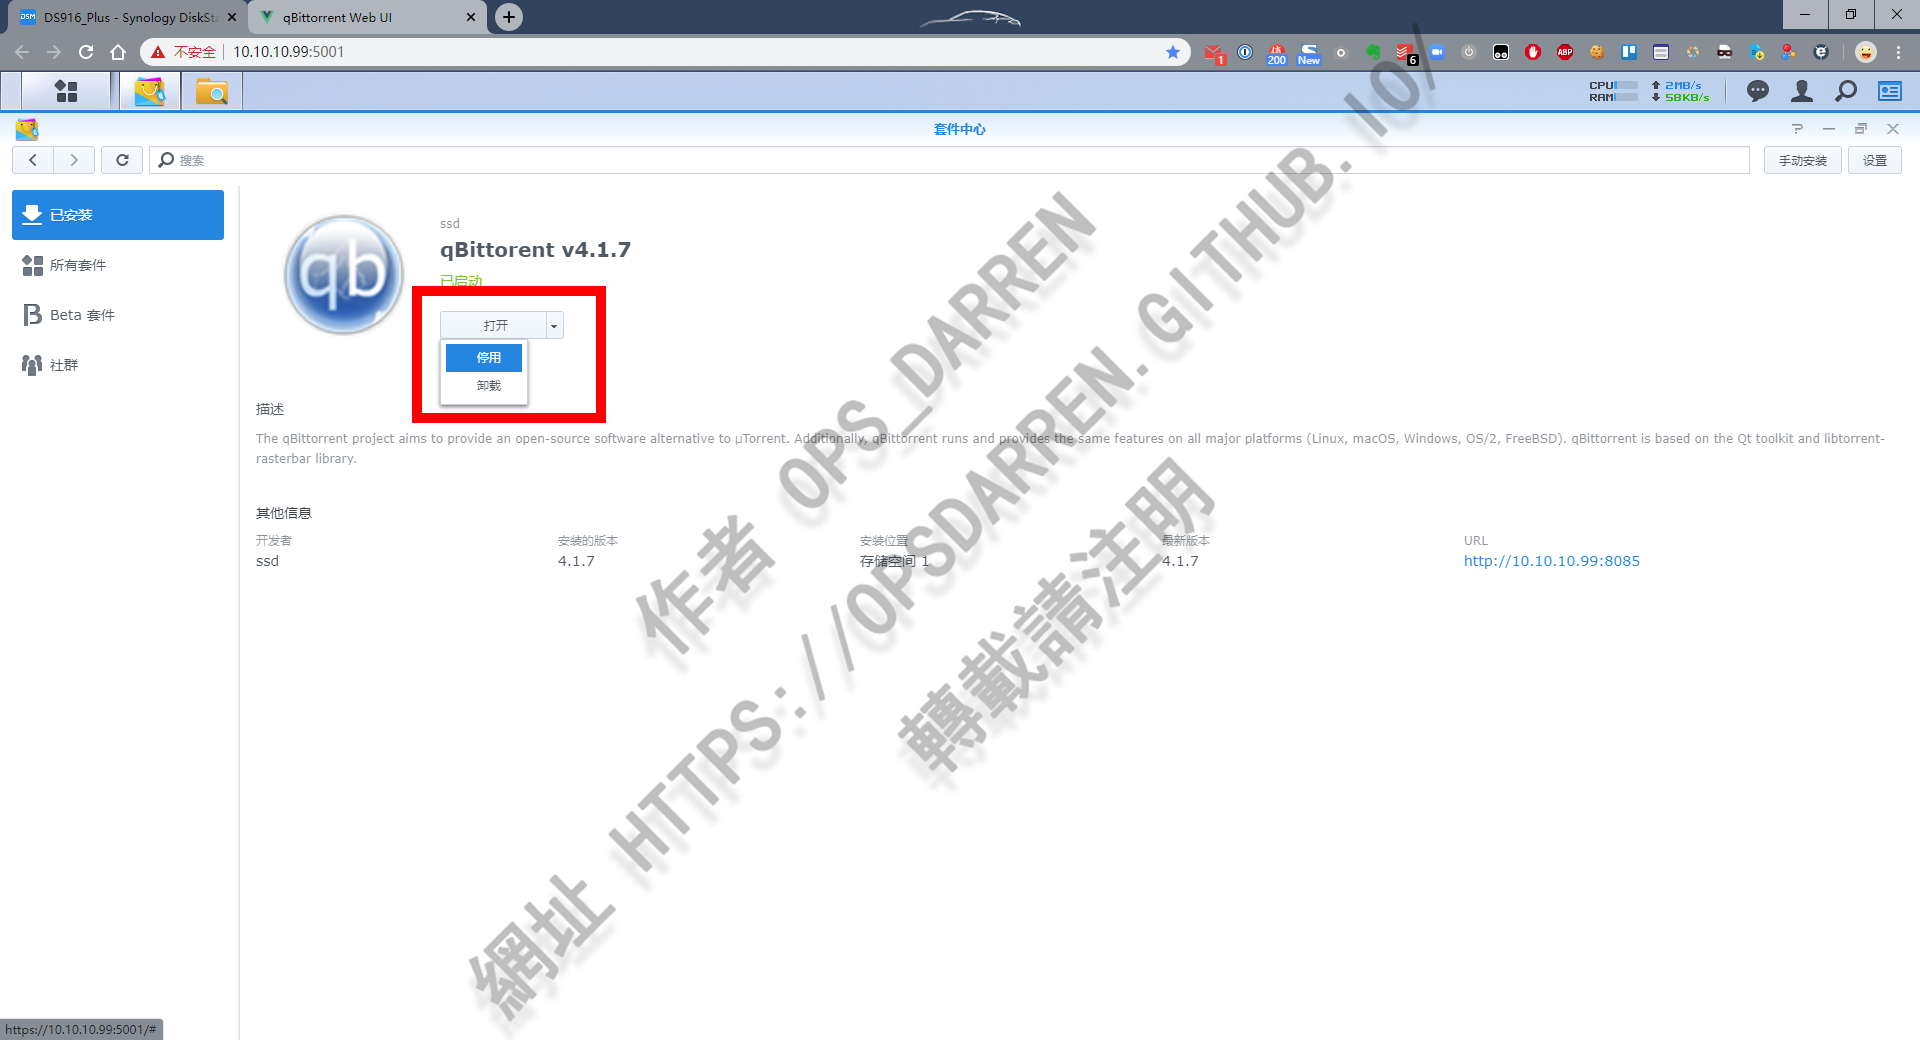 DS916_Plus - Synology DiskSta
qBittorrent Web UI
不安全
10.10.10.99:5001
1
200
New
6
ABP
CPU
2MB/s
RAM
58KB/s
套件中心
搜索
手动安装
设置
已安装
所有套件
Beta 套件
社群
qb
ssd
qBittorent v4.1.7
已启动
打开
停用
卸载
描述
The qBittorrent project aims to provide an open-source software alternative to µTorrent. Additionally, qBittorrent runs and provides the same features on all major platforms (Linux, macOS, Windows, OS/2, FreeBSD). qBittorrent is based on the Qt toolkit and libtorrent-
rasterbar library.
其他信息
开发者
安装的版本
安装位置
最新版本
URL
ssd
4.1.7
存储空间 1
4.1.7
http://10.10.10.99:8085
作者 OPS_DARREN
網址 HTTPS://OPSDARREN.GITHUB.IO/
轉載請注明
https://10.10.10.99:5001/#